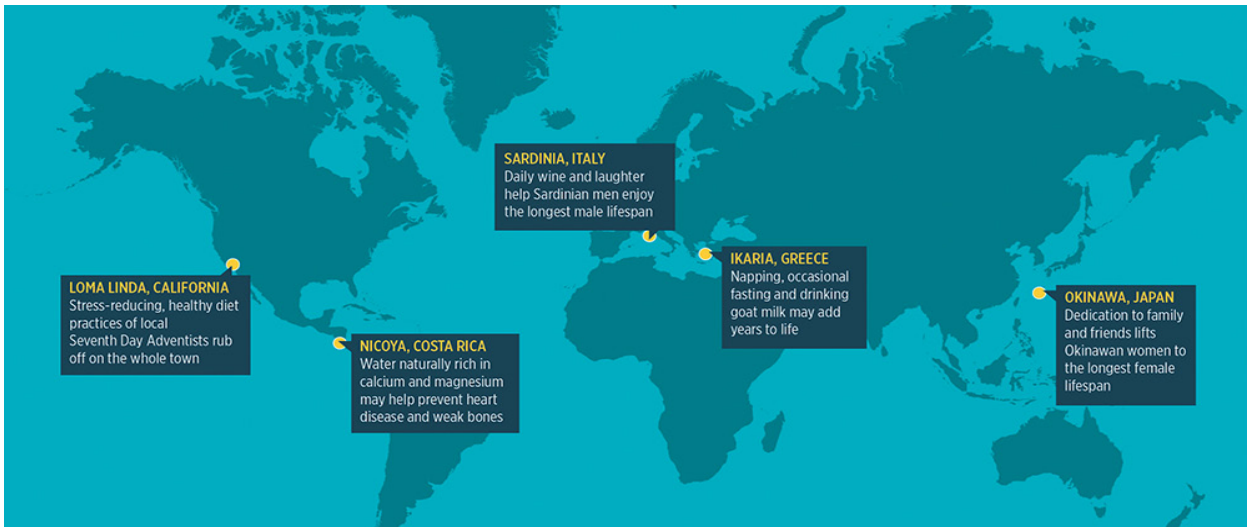 SARDINIA, ITALY
Daily wine and laughter
help Sardinian men enjoy
the longest male lifespan
IKARIA, GREECE
Napping, occasional
fasting and drinking
goat milk may add
years to life
LOMA LINDA, CALIFORNIA
Stress-reducing, healthy diet
practices of local
Seventh Day Adventists rub
off on the whole town
OKINAWA, JAPAN
Dedication to family
and friends lifts
Okinawan women to
the longest female
lifespan
NICOYA, COSTA RICA
Water naturally rich in
calcium and magnesium
may help prevent heart
disease and weak bones